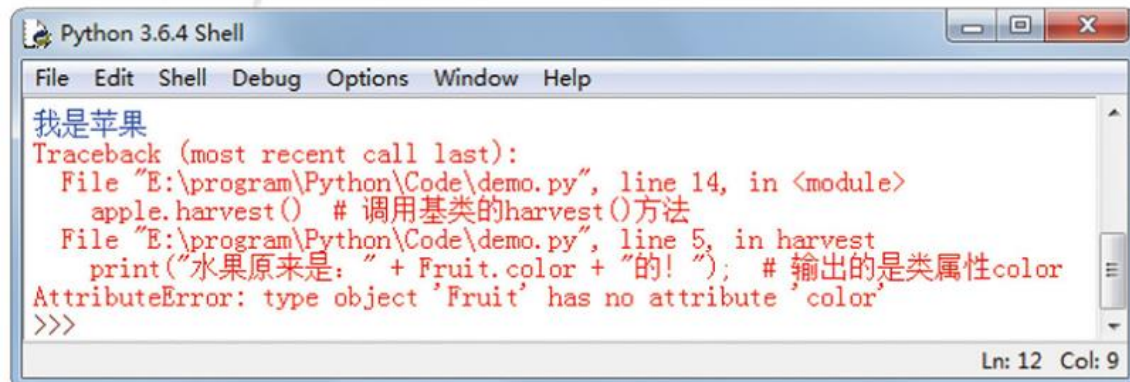 Python 3.6.4 Shell
File Edit Shell Debug Options Window Help
我是苹果
Traceback (most recent call last):
  File "E:\program\Python\Code\demo.py", line 14, in <module>
    apple.harvest()  # 调用基类的harvest()方法
  File "E:\program\Python\Code\demo.py", line 5, in harvest
    print("水果原来是：" + Fruit.color + "的！");  # 输出的是类属性color
AttributeError: type object 'Fruit' has no attribute 'color'
>>>
Ln: 12 Col: 9